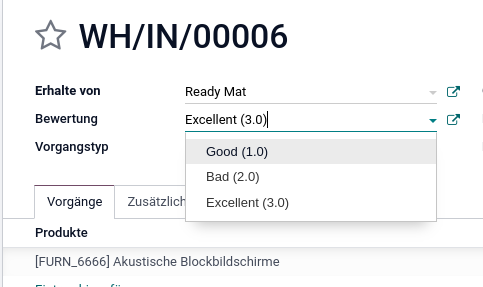 WH/IN/00006
Erhalte von Ready Mat
Bewertung Excellent (3.0)
Vorgangstyp
Good (1.0)
Bad (2.0)
Excellent (3.0)
Vorgänge Zusätzlich
Produkte
[FURN_6666] Akustische Blockbildschirme